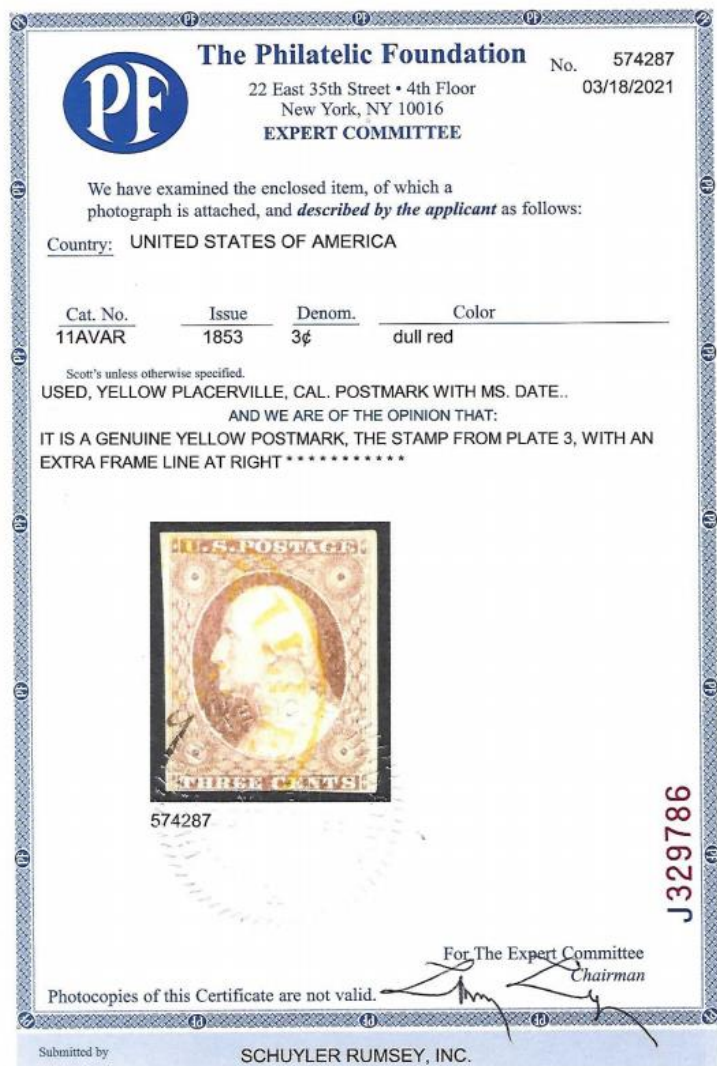 The Philatelic Foundation
No. 574287
03/18/2021
PF
22 East 35th Street • 4th Floor
New York, NY 10016
EXPERT COMMITTEE
We have examined the enclosed item, of which a
photograph is attached, and described by the applicant as follows:
Country: UNITED STATES OF AMERICA
Cat. No. Issue Denom. Color
11AVAR 1853 3¢ dull red
Scott's unless otherwise specified.
USED, YELLOW PLACERVILLE, CAL. POSTMARK WITH MS. DATE..
AND WE ARE OF THE OPINION THAT:
IT IS A GENUINE YELLOW POSTMARK, THE STAMP FROM PLATE 3, WITH AN
EXTRA FRAME LINE AT RIGHT * * * * * * * * * * *
U.S. POSTAGE
THREE CENTS
574287
J329786
For The Expert Committee
Chairman
Photocopies of this Certificate are not valid.
Submitted by SCHUYLER RUMSEY, INC.